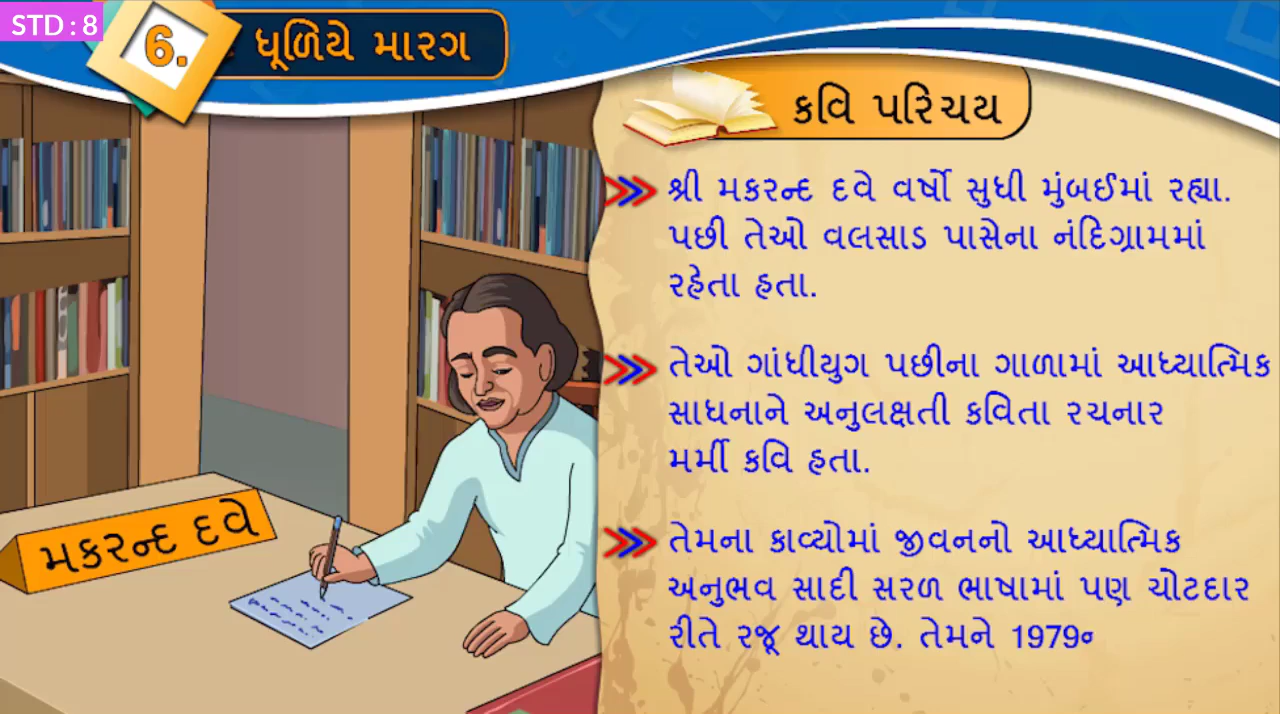 STD : 8
6. ધૂળિયે મારગ
કવિ પરિચય
શ્રી મકરન્દ દવે વર્ષો સુધી મુંબઈમાં રહ્યા.
પછી તેઓ વલસાડ પાસેના નંદિગ્રામમાં
રહેતા હતા.
તેઓ ગાંધીયુગ પછીના ગાળામાં આધ્યાત્મિક
સાધનાને અનુલક્ષતી કવિતા રચનાર
મર્મી કવિ હતા.
તેમના કાવ્યોમાં જીવનનો આધ્યાત્મિક
અનુભવ સાદી સરળ ભાષામાં પણ ચોટદાર
રીતે રજૂ થાય છે. તેમને 1979
મકરન્દ દવે